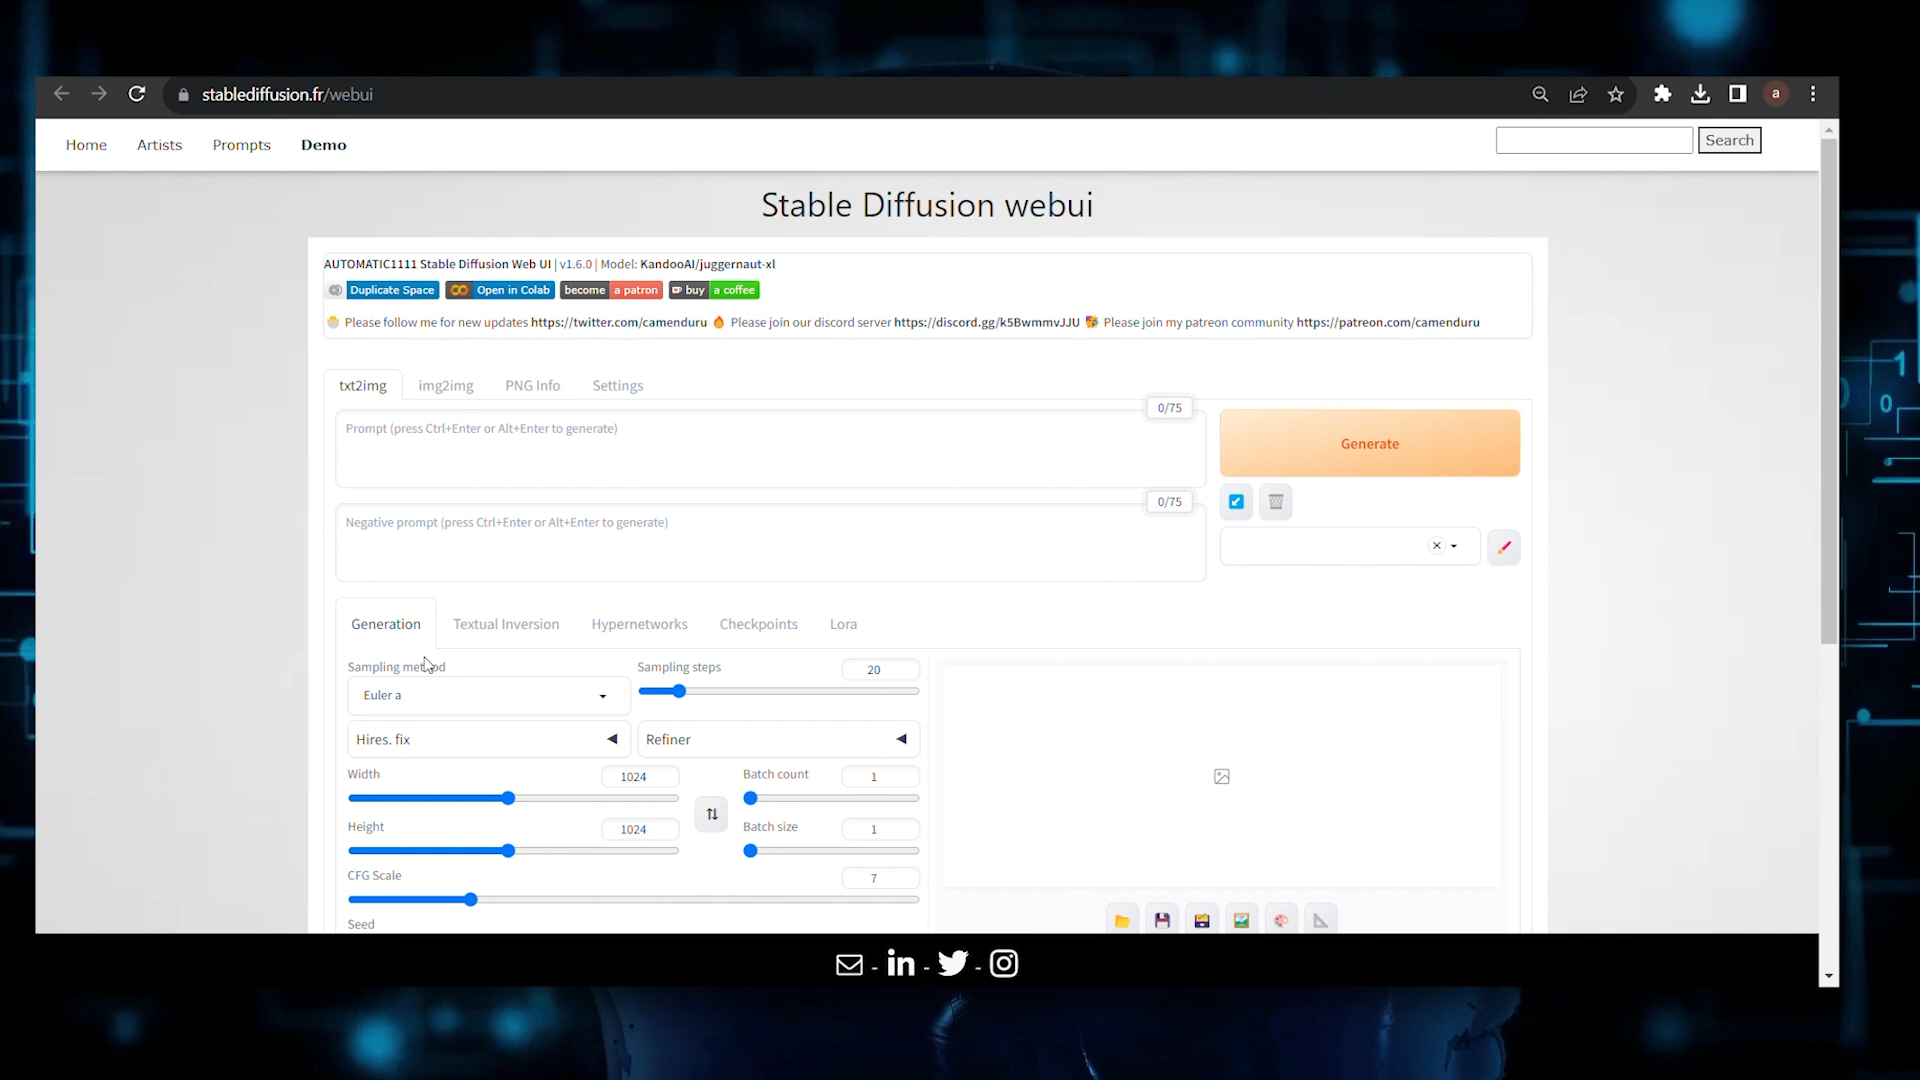 stablediffusion.fr/webui
a
Home Artists Prompts Demo
Search
Stable Diffusion webui
AUTOMATIC1111 Stable Diffusion Web UI | v1.6.0 | Model: KandooAI/juggernaut-xl
Duplicate Space Open in Colab become a patron buy a coffee
Please follow me for new updates https://twitter.com/camenduru Please join our discord server https://discord.gg/k5BwmmvJJU Please join my patreon community https://patreon.com/camenduru
txt2img img2img PNG Info Settings
0/75
Prompt (press Ctrl+Enter or Alt+Enter to generate)
Generate
0/75
Negative prompt (press Ctrl+Enter or Alt+Enter to generate)
Generation Textual Inversion Hypernetworks Checkpoints Lora
Sampling method Sampling steps 20
Euler a
Hires. fix Refiner
Width 1024 Batch count 1
Height 1024 Batch size 1
CFG Scale 7
Seed
- in - -
1
0